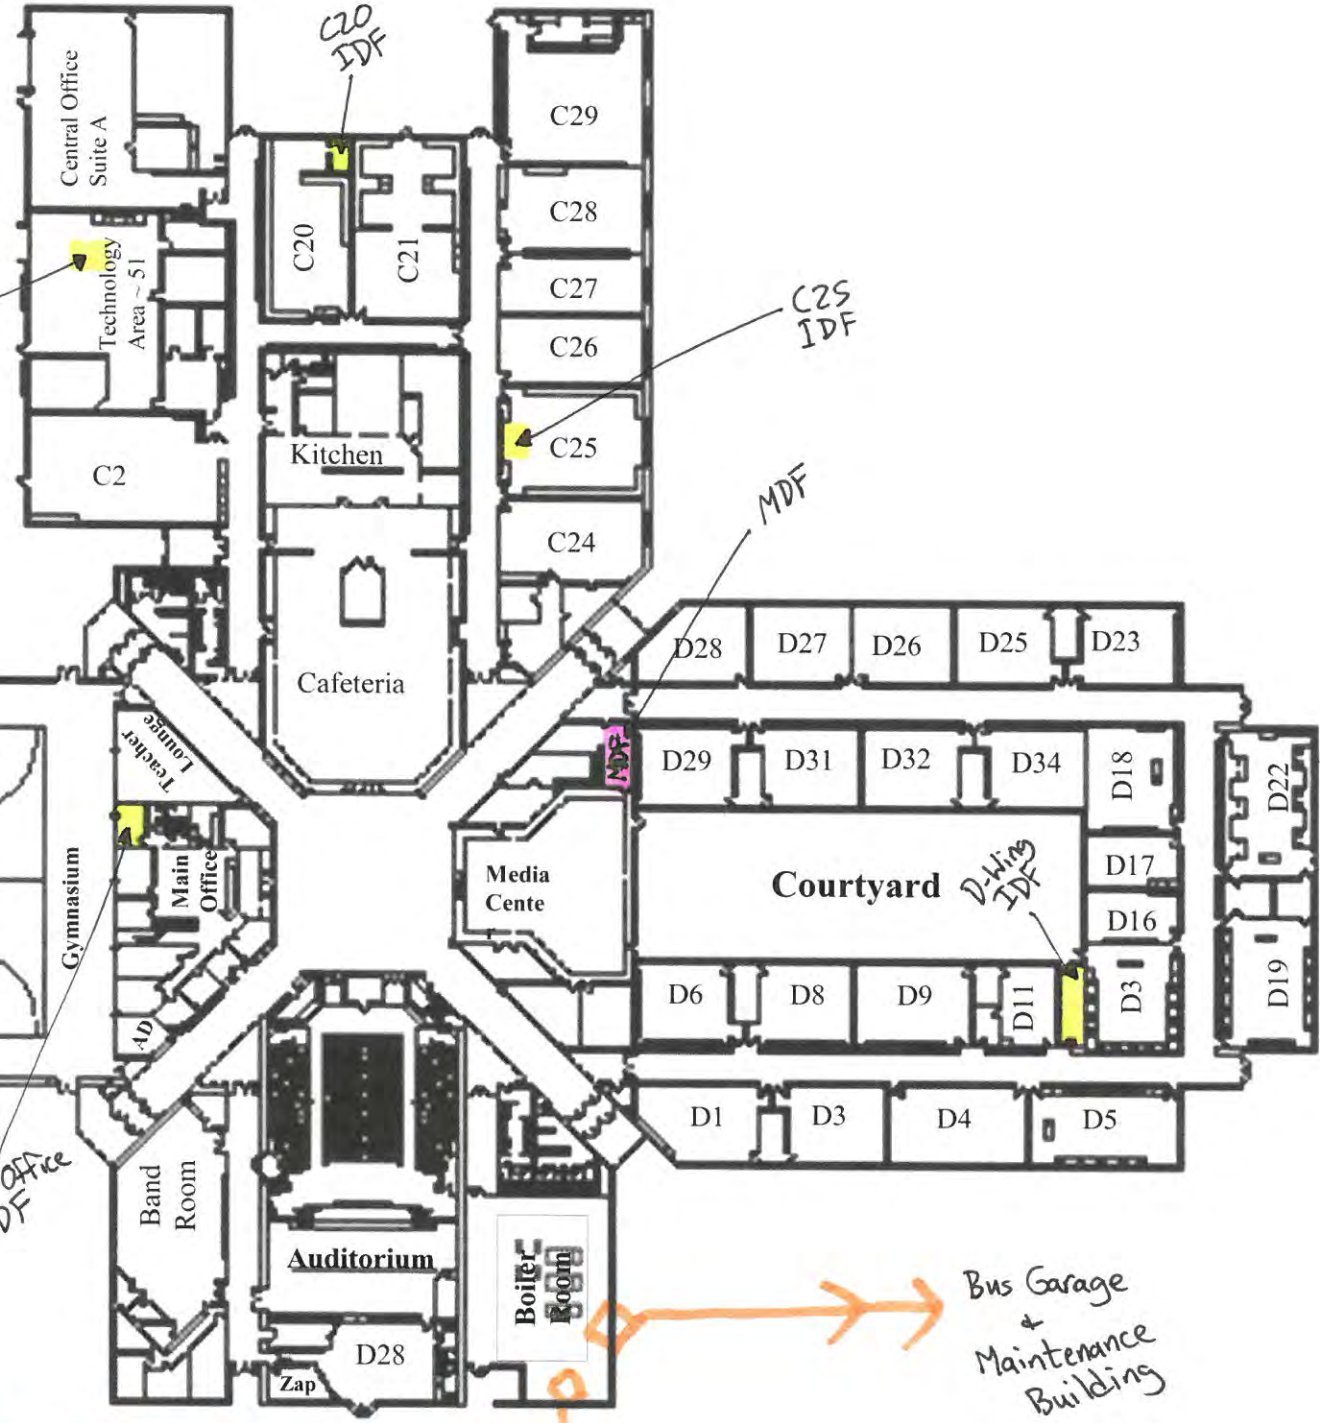 C20
IDF
Central Office
Suite A
C29
C28
C20
C21
Technology
Area ~ 51
C27
C25
IDF
C26
C2
Kitchen
C25
MDF
C24
D28
D27
D26
D25
D23
Cafeteria
Teacher
Lounge
MDF
D29
D31
D32
D34
D18
D22
Main
Office
Gymnasium
Media
Cente
r
Courtyard
D-Wing
IDF
D17
D16
D6
D8
D9
D11
D3
D19
AD
D1
D3
D4
D5
Office
Band
Room
Auditorium
Boiler
Room
D28
Zap
Bus Garage
&
Maintenance
Building